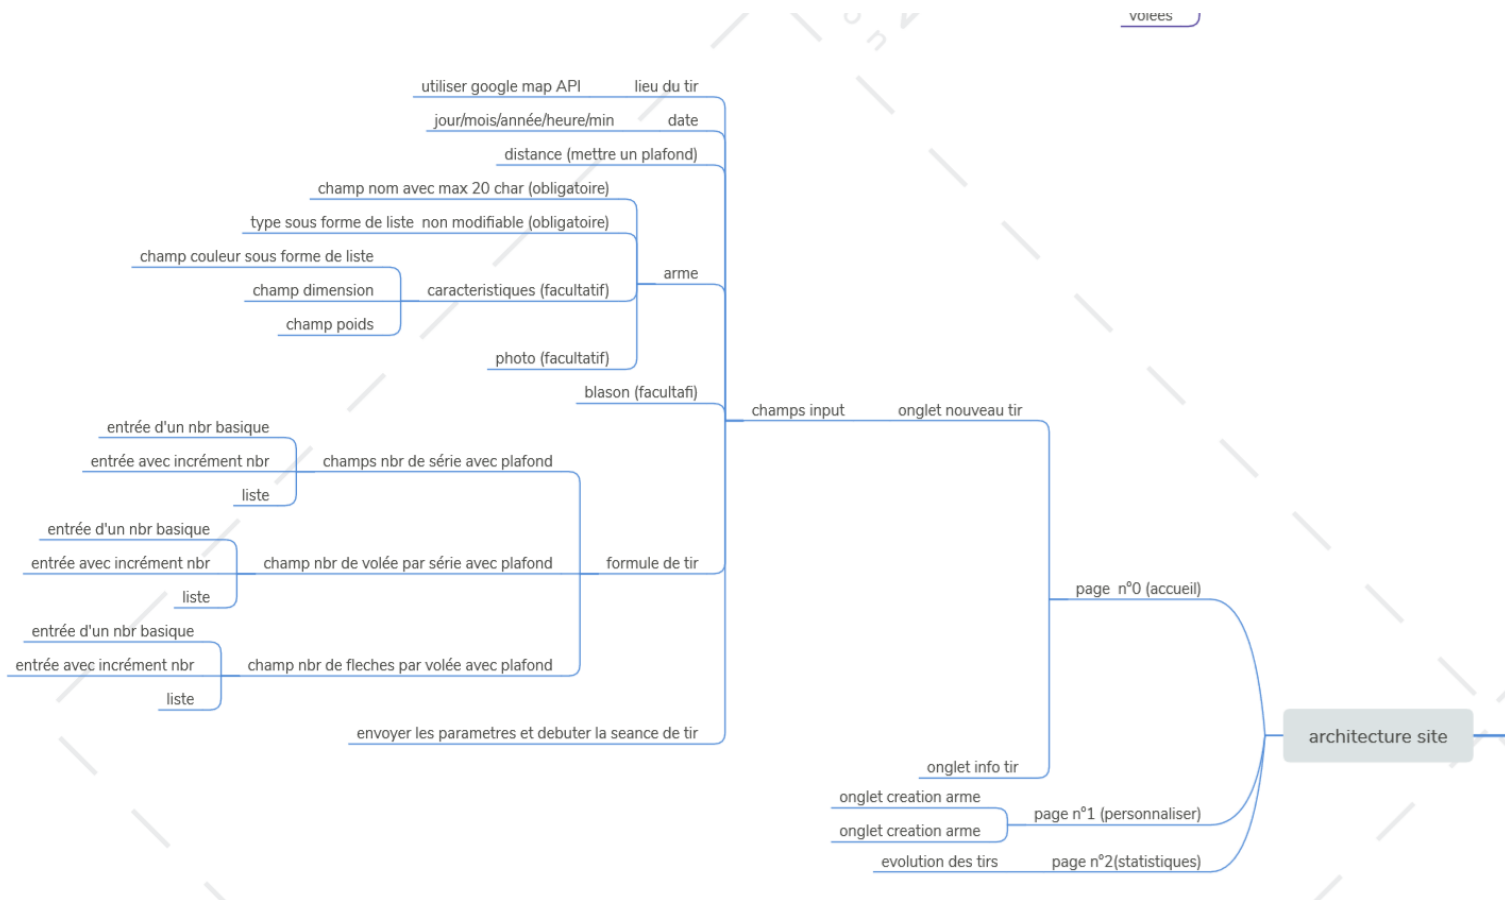 volées
utiliser google map API
lieu du tir
jour/mois/année/heure/min
date
distance (mettre un plafond)
champ nom avec max 20 char (obligatoire)
type sous forme de liste  non modifiable (obligatoire)
champ couleur sous forme de liste
arme
champ dimension
caracteristiques (facultatif)
champ poids
photo (facultatif)
blason (facultafi)
champs input
onglet nouveau tir
entrée d'un nbr basique
entrée avec incrément nbr
champs nbr de série avec plafond
liste
entrée d'un nbr basique
entrée avec incrément nbr
champ nbr de volée par série avec plafond
formule de tir
liste
page  n°0 (accueil)
entrée d'un nbr basique
entrée avec incrément nbr
champ nbr de fleches par volée avec plafond
liste
envoyer les parametres et debuter la seance de tir
architecture site
onglet info tir
onglet creation arme
page n°1 (personnaliser)
onglet creation arme
evolution des tirs
page n°2(statistiques)